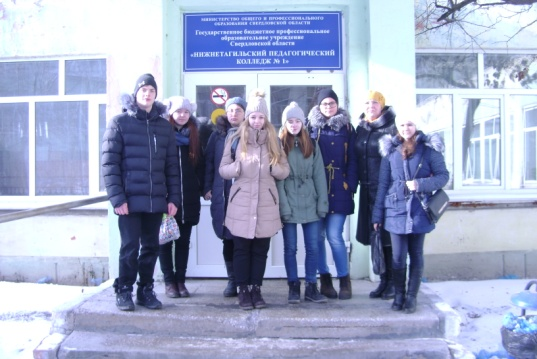 МИНИСТЕРСТВО ОБЩЕГО И ПРОФЕССИОНАЛЬНОГО
ОБРАЗОВАНИЯ СВЕРДЛОВСКОЙ ОБЛАСТИ
Государственное бюджетное профессиональное
образовательное учреждение
Свердловской области
«НИЖНЕТАГИЛЬСКИЙ ПЕДАГОГИЧЕСКИЙ
КОЛЛЕДЖ № 1»